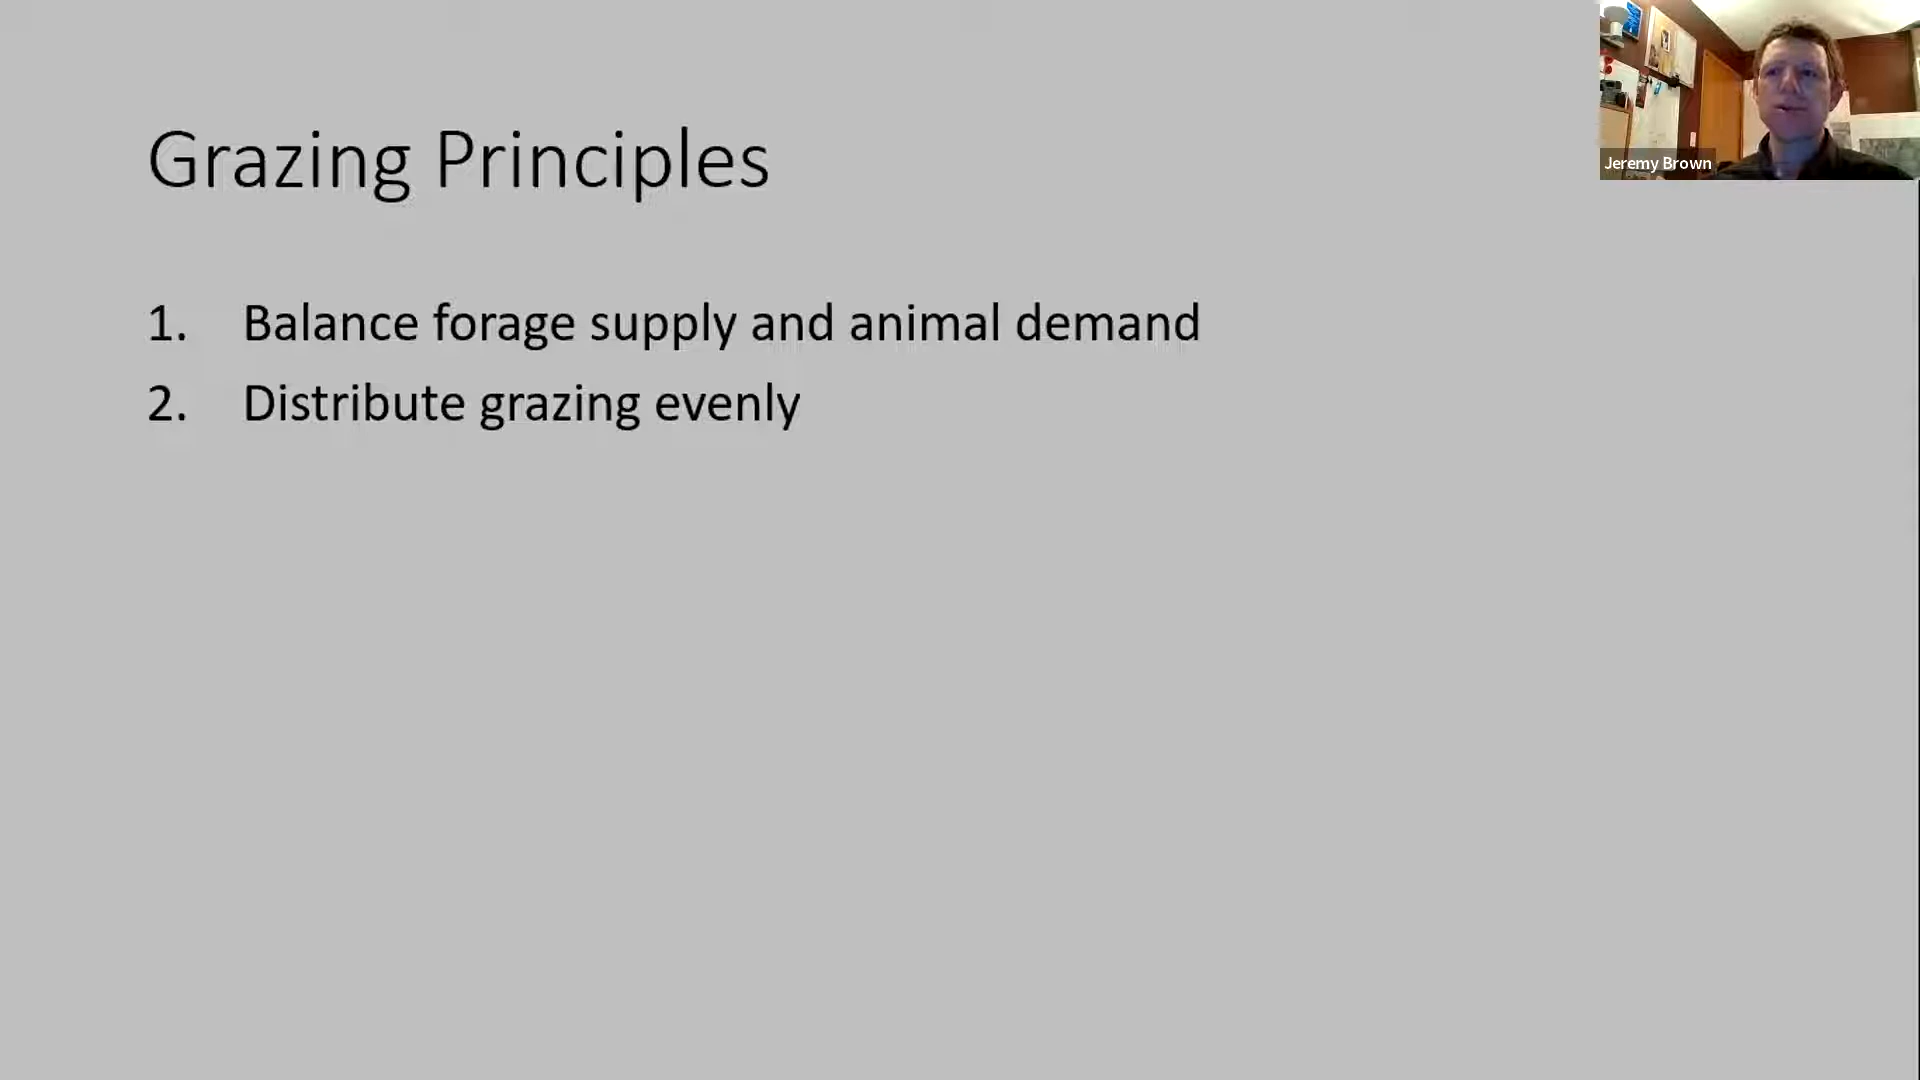 Grazing Principles
1. Balance forage supply and animal demand
2. Distribute grazing evenly
Jeremy Brown